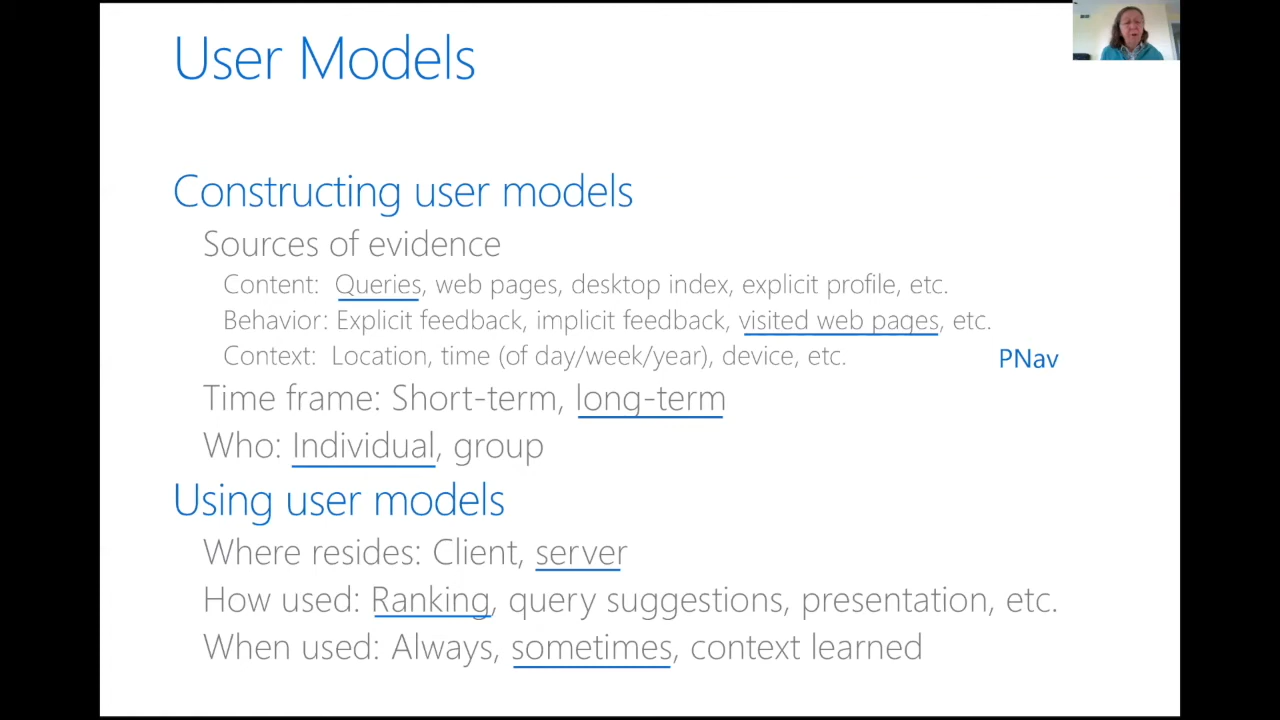 User Models
Constructing user models
Sources of evidence
Content: Queries, web pages, desktop index, explicit profile, etc.
Behavior: Explicit feedback, implicit feedback, visited web pages, etc.
Context: Location, time (of day/week/year), device, etc.
PNav
Time frame: Short-term, long-term
Who: Individual, group
Using user models
Where resides: Client, server
How used: Ranking, query suggestions, presentation, etc.
When used: Always, sometimes, context learned